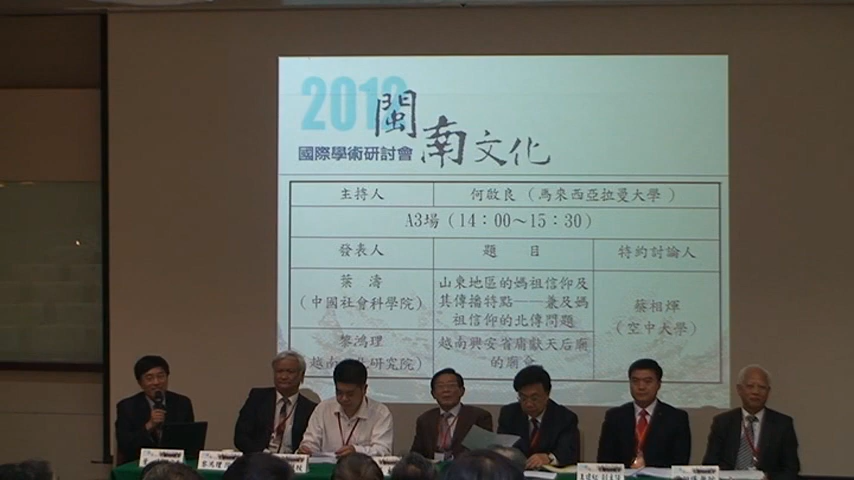 2010
閩南文化
國際學術研討會
主持人 何啟良（馬來西亞拉曼大學）
A3場（14：00～15：30）
發表人 題目 特約討論人
葉濤
（中國社會科學院）
山東地區的媽祖信仰及
其傳播特點——兼及媽
祖信仰的北傳問題
蔡相煇
（空中大學）
黎鴻理
越南興安省庸獻天后廟
的廟會